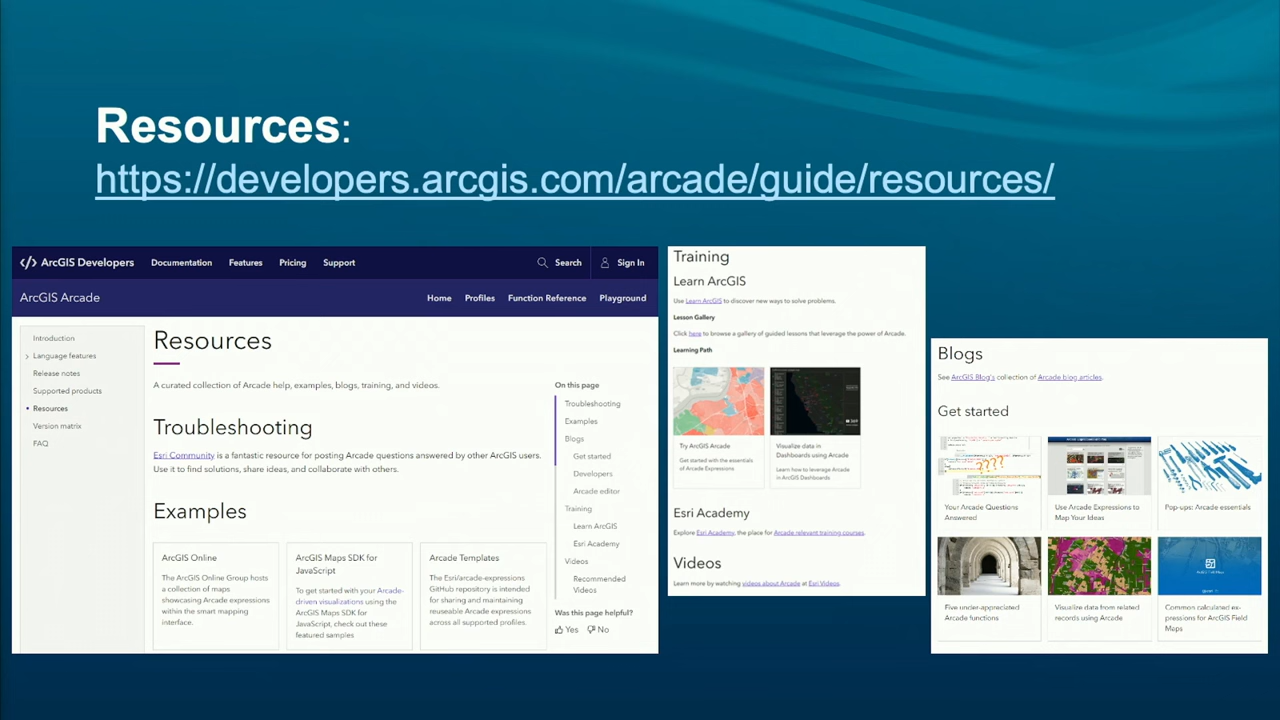 Resources:
https://developers.arcgis.com/arcade/guide/resources/
</> ArcGIS Developers
Documentation
Features
Pricing
Support
Search
Sign In
ArcGIS Arcade
Home
Profiles
Function Reference
Playground
Introduction
Language features
Release notes
Supported products
Resources
Version matrix
FAQ
Resources
A curated collection of Arcade help, examples, blogs, training, and videos.
Troubleshooting
Esri Community is a fantastic resource for posting Arcade questions answered by other ArcGIS users.
Use it to find solutions, share ideas, and collaborate with others.
Examples
ArcGIS Online
The ArcGIS Online Group hosts
a collection of maps
showcasing Arcade expressions
within the smart mapping
interface.
ArcGIS Maps SDK for
JavaScript
To get started with your Arcade-
driven visualizations using the
ArcGIS Maps SDK for
JavaScript, check out these
featured samples
Arcade Templates
The Esri/arcade-expressions
GitHub repository is intended
for sharing and maintaining
reuseable Arcade expressions
across all supported profiles.
On this page
Troubleshooting
Examples
Blogs
Get started
Developers
Arcade editor
Training
Learn ArcGIS
Esri Academy
Videos
Recommended
Videos
Was this page helpful?
Yes
No
Training
Learn ArcGIS
Use Learn ArcGIS to discover new ways to solve problems.
Lesson Gallery
Click here to browse a gallery of guided lessons that leverage the power of Arcade.
Learning Path
Try ArcGIS Arcade
Get started with the essentials
of Arcade Expressions
Visualize data in
Dashboards using Arcade
Learn how to leverage Arcade
in ArcGIS Dashboards
Esri Academy
Explore Esri Academy, the place for Arcade relevant training courses.
Videos
Learn more by watching videos about Arcade at Esri Videos.
Blogs
See ArcGIS Blog's collection of Arcade blog articles.
Get started
????
Your Arcade Questions
Answered
Use Arcade Expressions to
Map Your Ideas
Pop-ups: Arcade essentials
Five under-appreciated
Arcade functions
Visualize data from related
records using Arcade
Common calculated ex-
pressions for ArcGIS Field
Maps